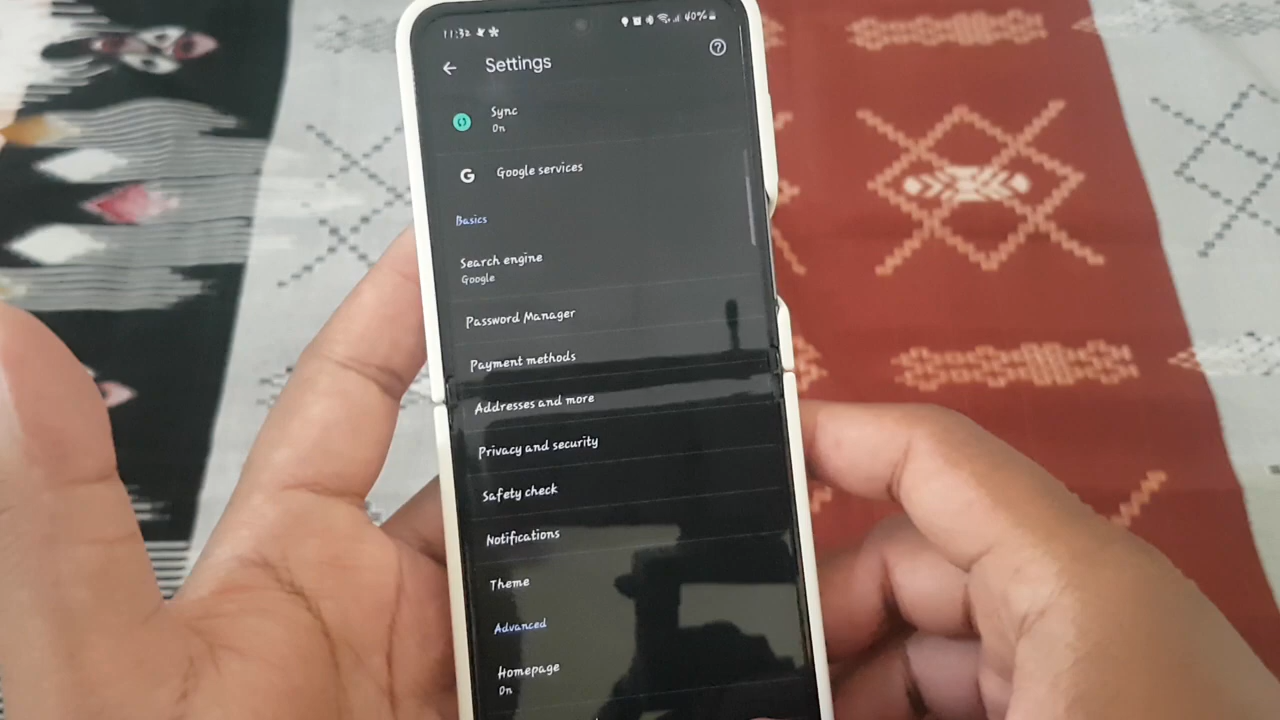 11:32
40%
Settings
Sync
On
Google services
Basics
Search engine
Google
Password Manager
Payment methods
Addresses and more
Privacy and security
Safety check
Notifications
Theme
Advanced
Homepage
On